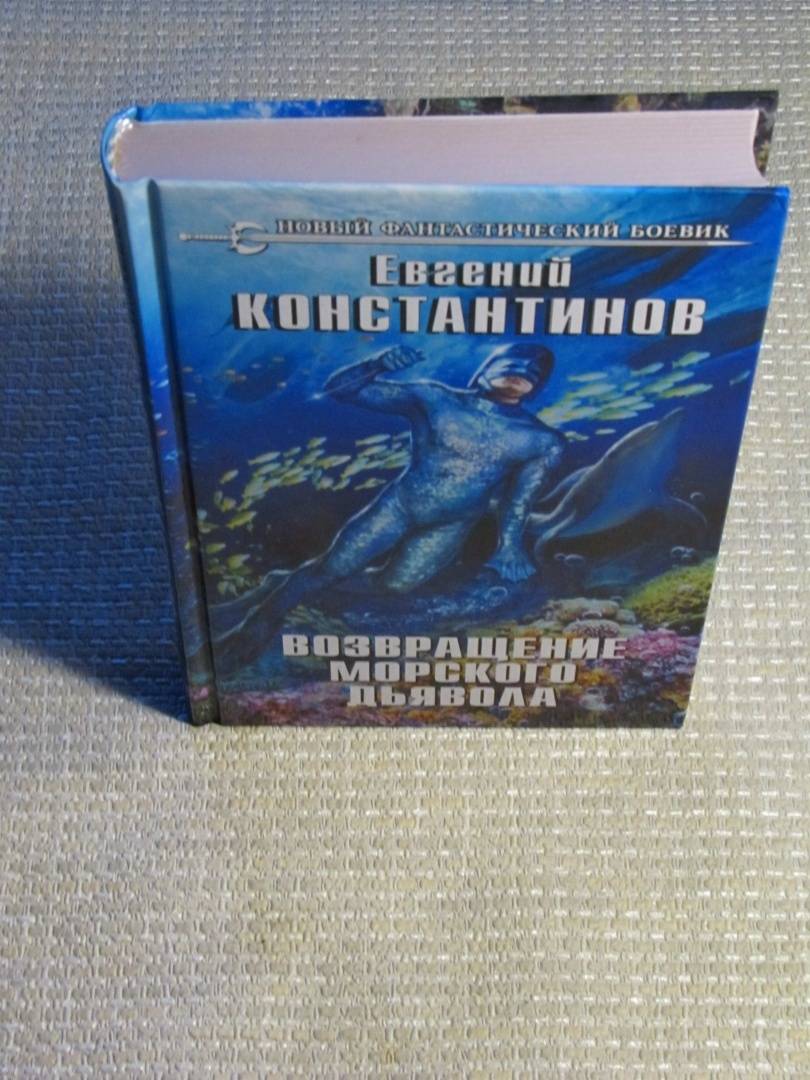 НОВЫЙ ФАНТАСТИЧЕСКИЙ БОЕВИК
Евгений
КОНСТАНТИНОВ
ВОЗВРАЩЕНИЕ
МОРСКОГО
ДЬЯВОЛА